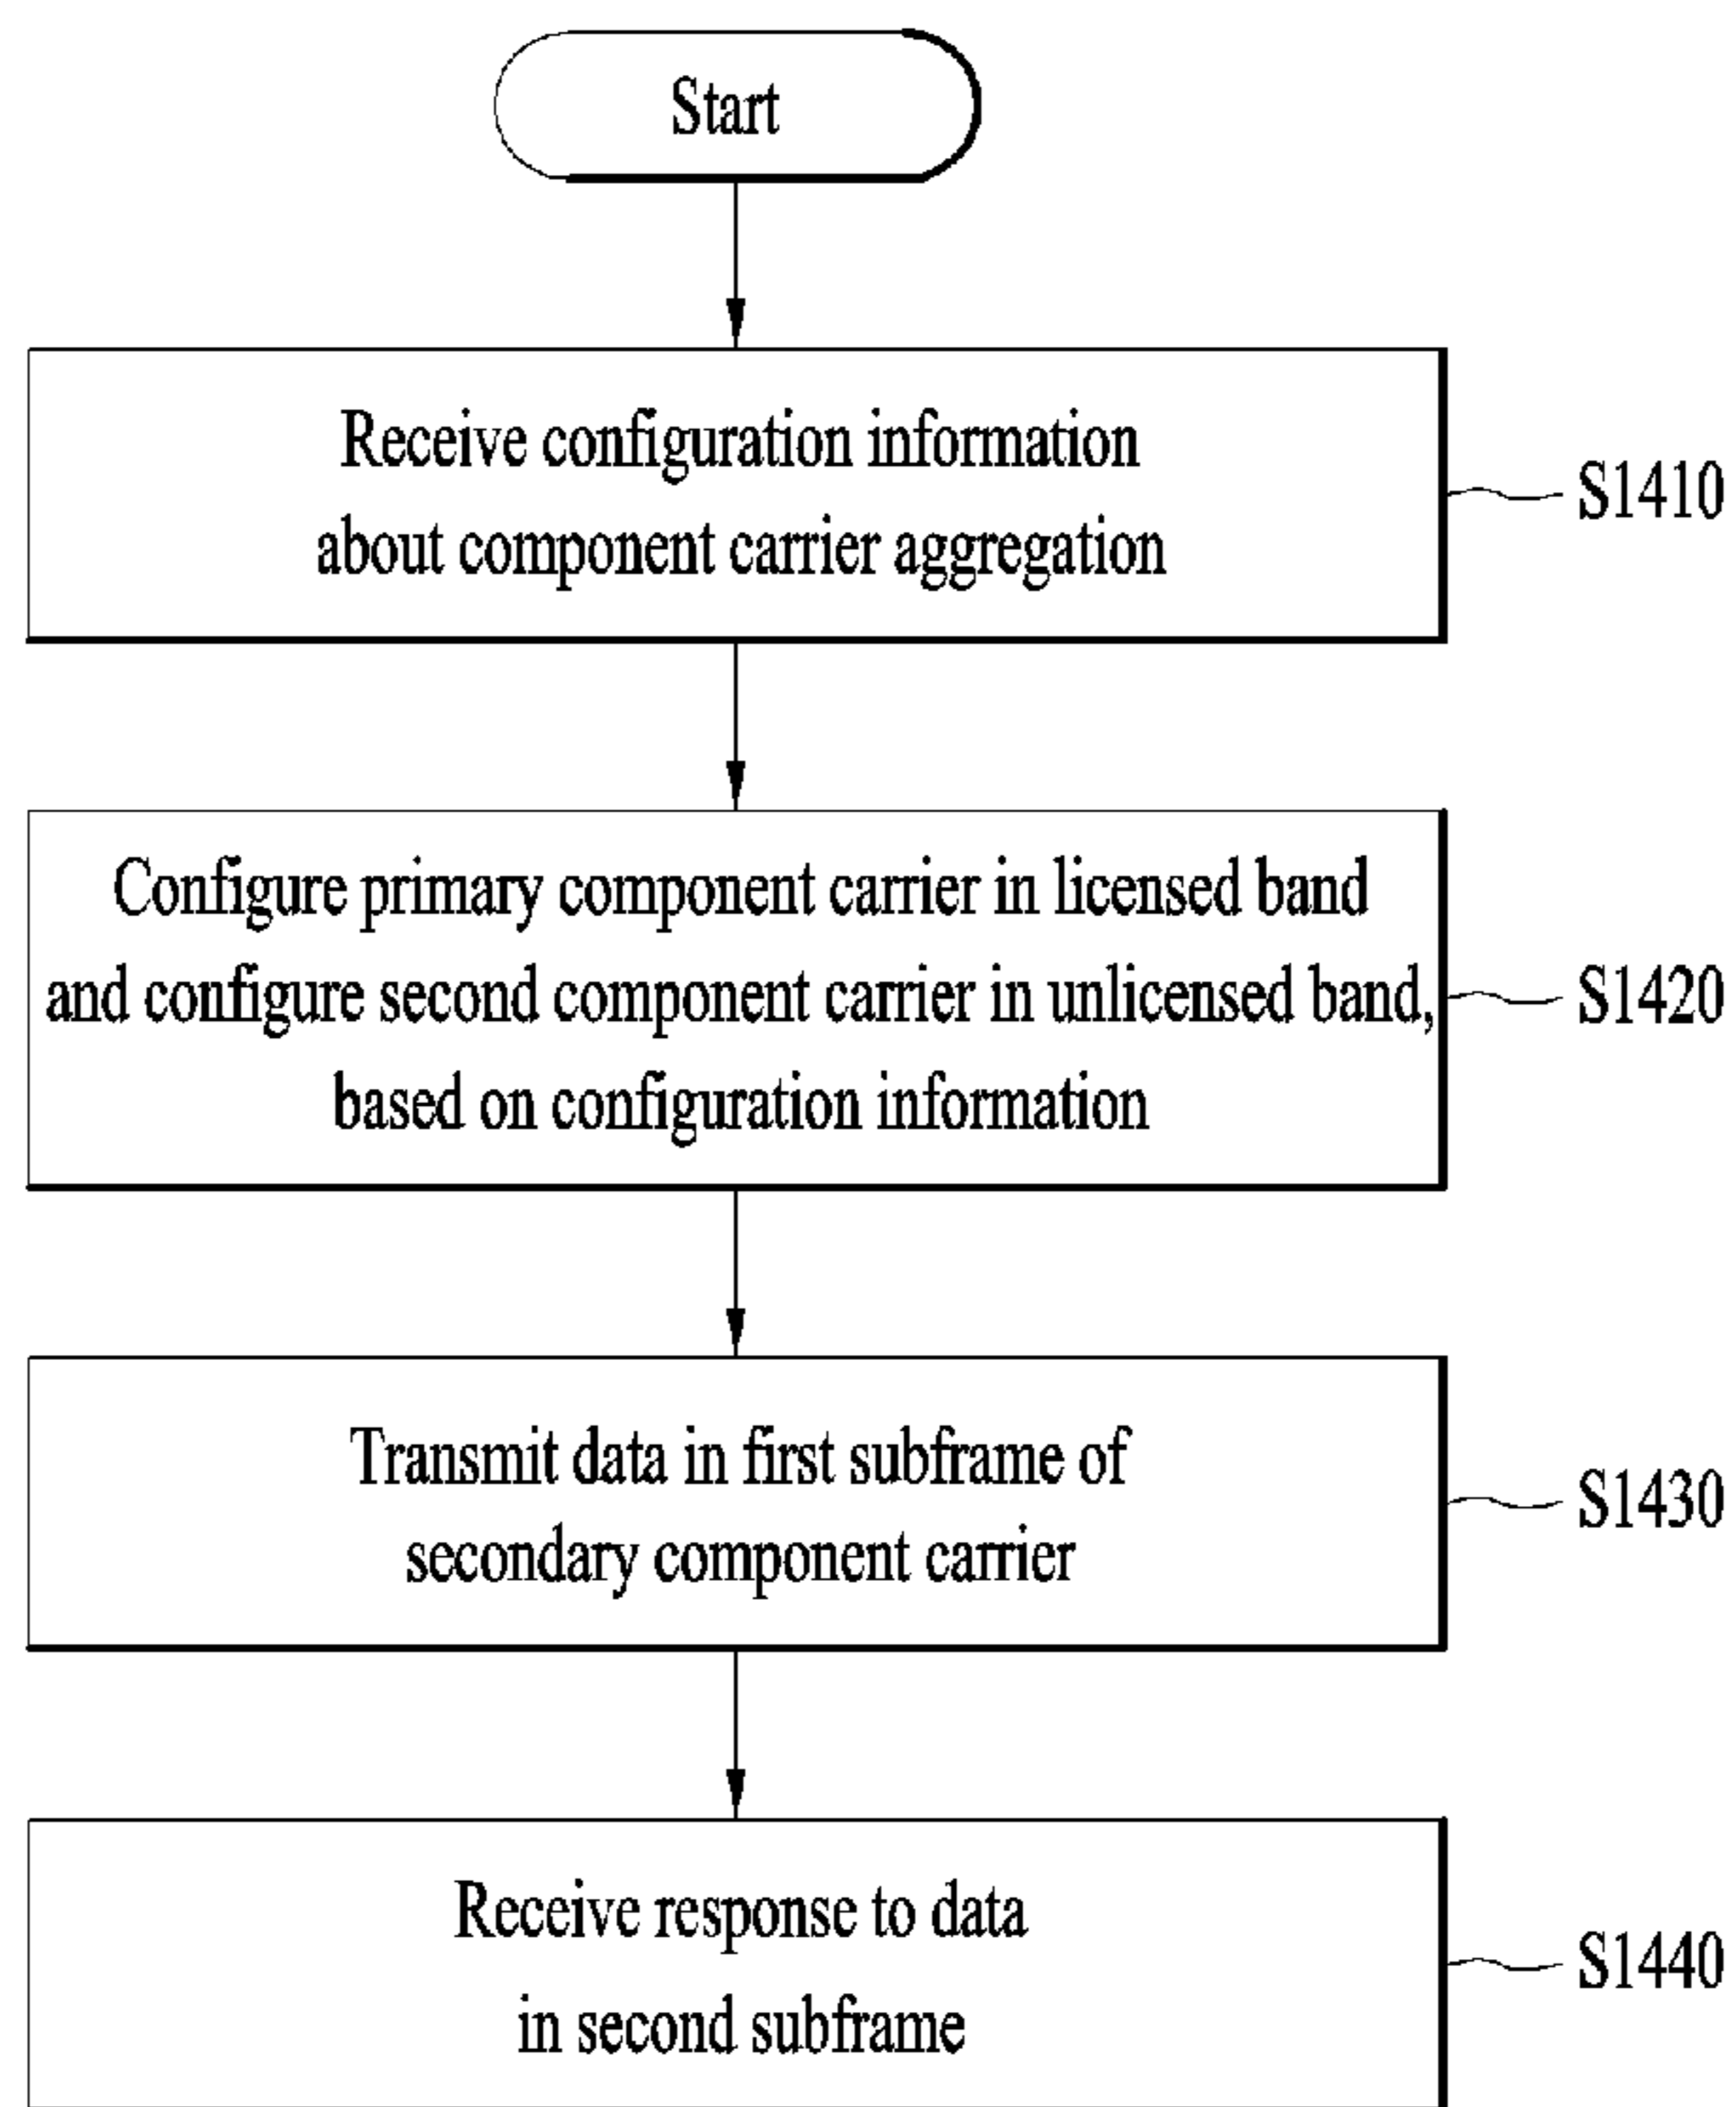 Start
Receive configuration information
about component carrier aggregation
S1410
Configure primary component carrier in licensed band
and configure second component carrier in unlicensed band,
based on configuration information
S1420
Transmit data in first subframe of
secondary component carrier
S1430
Receive response to data
in second subframe
S1440